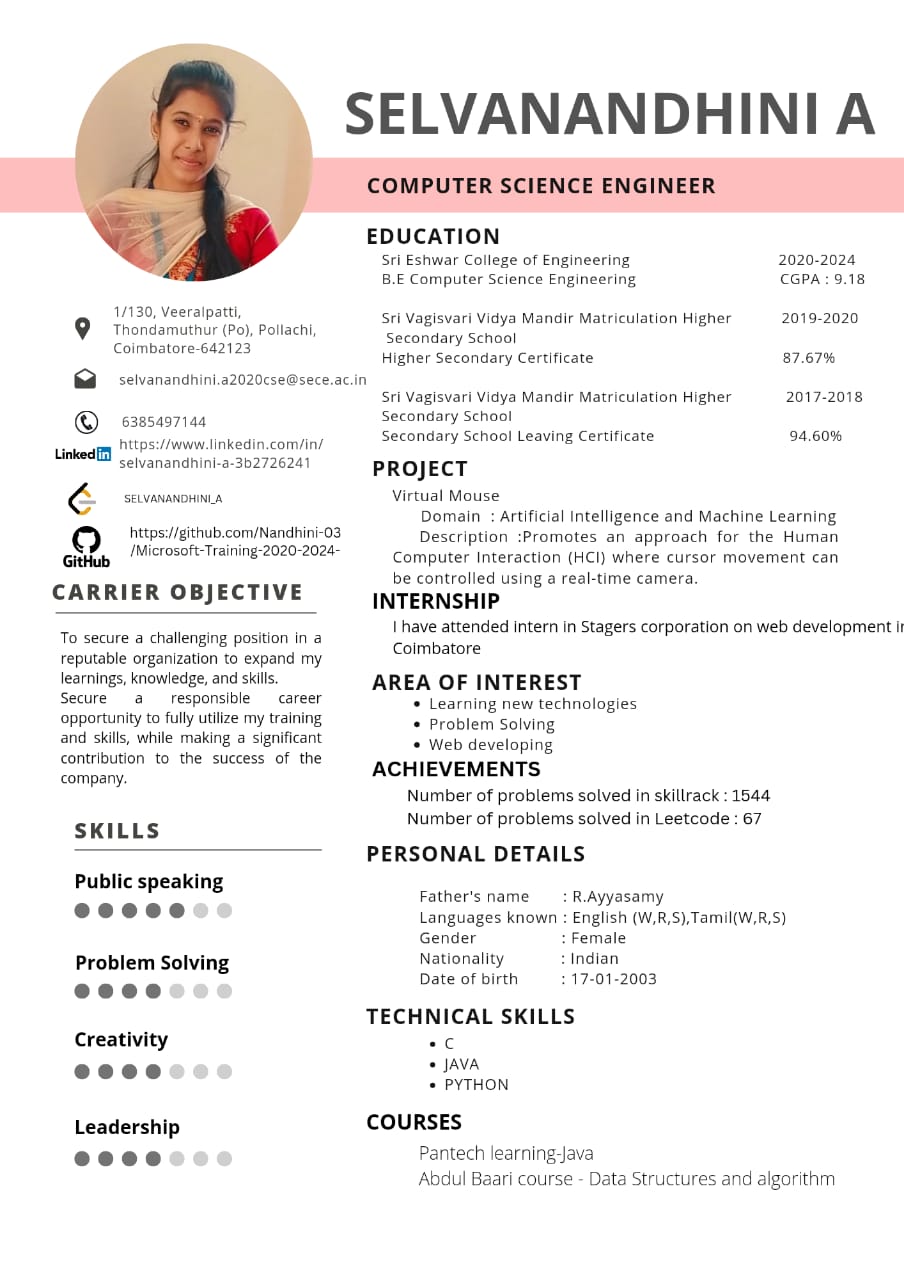 SELVANANDHINI A
COMPUTER SCIENCE ENGINEER
1/130, Veeralpatti,
Thondamuthur (Po), Pollachi,
Coimbatore-642123
selvanandhini.a2020cse@sece.ac.in
6385497144
Linked in
https://www.linkedin.com/in/
selvanandhini-a-3b2726241
SELVANANDHINI_A
GitHub
https://github.com/Nandhini-03
/Microsoft-Training-2020-2024-
CARRIER OBJECTIVE
To secure a challenging position in a
reputable organization to expand my
learnings, knowledge, and skills.
Secure a responsible career
opportunity to fully utilize my training
and skills, while making a significant
contribution to the success of the
company.
SKILLS
Public speaking
Problem Solving
Creativity
Leadership
EDUCATION
Sri Eshwar College of Engineering 2020-2024
B.E Computer Science Engineering CGPA : 9.18
Sri Vagisvari Vidya Mandir Matriculation Higher 2019-2020
Secondary School
Higher Secondary Certificate 87.67%
Sri Vagisvari Vidya Mandir Matriculation Higher 2017-2018
Secondary School
Secondary School Leaving Certificate 94.60%
PROJECT
Virtual Mouse
Domain : Artificial Intelligence and Machine Learning
Description :Promotes an approach for the Human
Computer Interaction (HCI) where cursor movement can
be controlled using a real-time camera.
INTERNSHIP
I have attended intern in Stagers corporation on web development in
Coimbatore
AREA OF INTEREST
• Learning new technologies
• Problem Solving
• Web developing
ACHIEVEMENTS
Number of problems solved in skillrack : 1544
Number of problems solved in Leetcode : 67
PERSONAL DETAILS
Father's name : R.Ayyasamy
Languages known : English (W,R,S),Tamil(W,R,S)
Gender : Female
Nationality : Indian
Date of birth : 17-01-2003
TECHNICAL SKILLS
• C
• JAVA
• PYTHON
COURSES
Pantech learning-Java
Abdul Baari course - Data Structures and algorithm